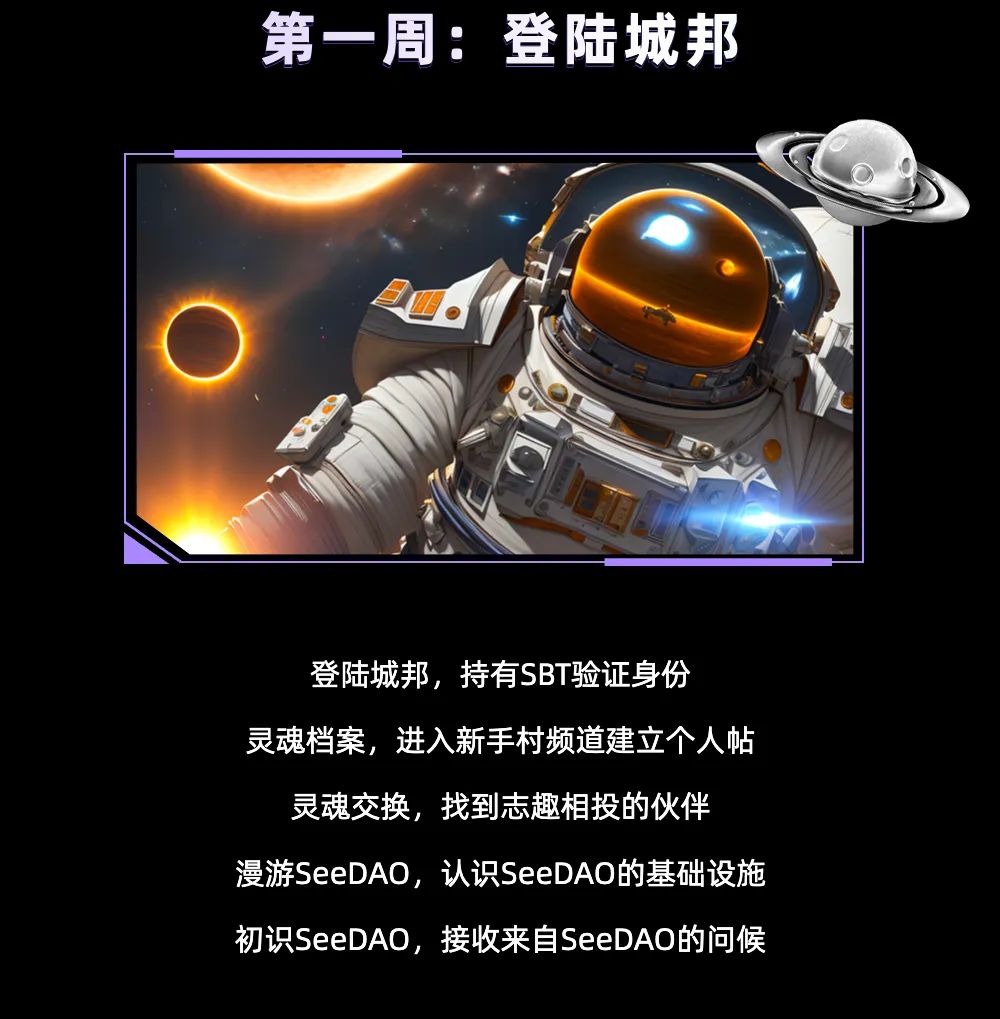 第一周：登陆城邦
登陆城邦，持有SBT验证身份
灵魂档案，进入新手村频道建立个人帖
灵魂交换，找到志趣相投的伙伴
漫游SeeDAO，认识SeeDAO的基础设施
初识SeeDAO，接收来自SeeDAO的问候